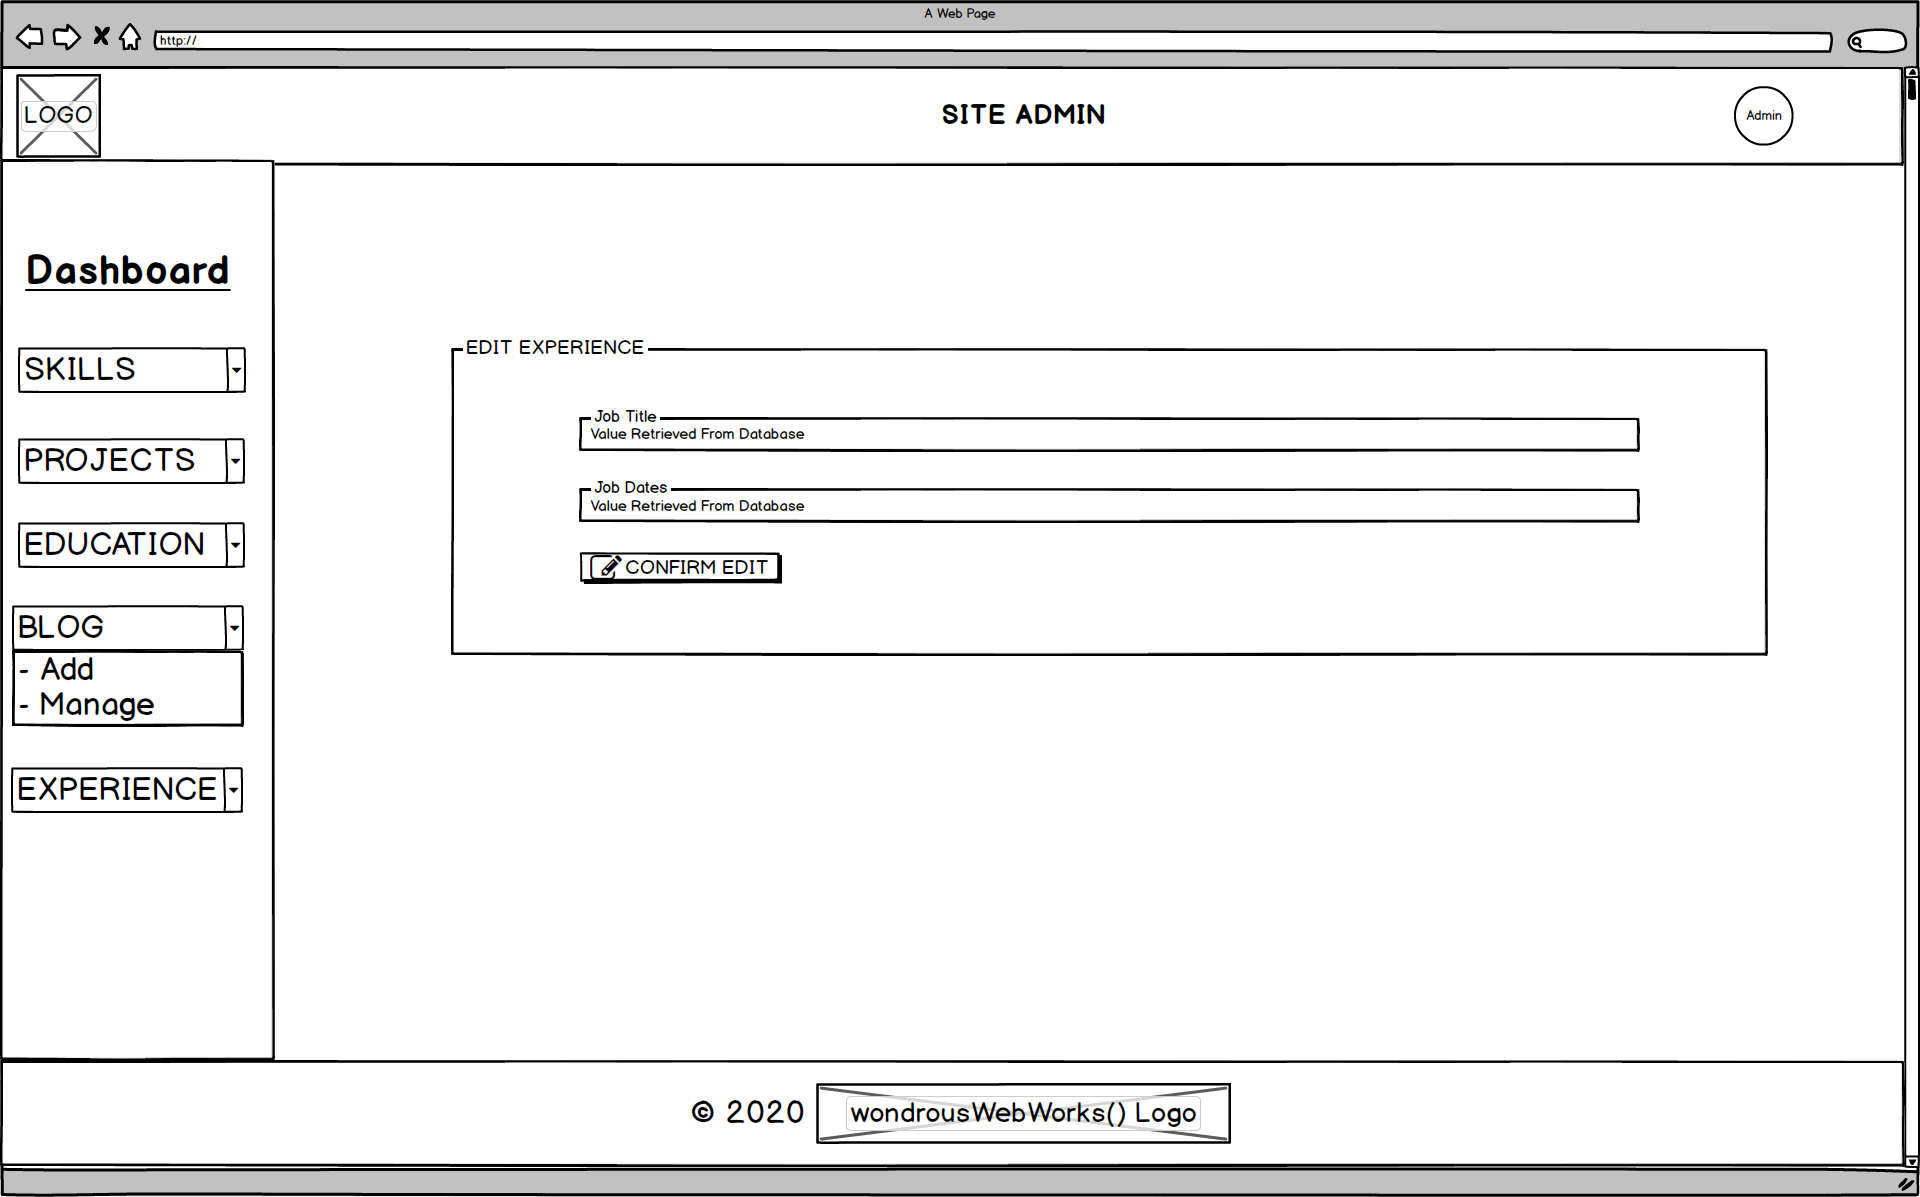 A Web Page
http://
LOGO
SITE ADMIN
Admin
Dashboard
SKILLS
PROJECTS
EDUCATION
BLOG
- Add
- Manage
EXPERIENCE
EDIT EXPERIENCE
Job Title
Value Retrieved From Database
Job Dates
Value Retrieved From Database
CONFIRM EDIT
© 2020
wondrousWebWorks() Logo